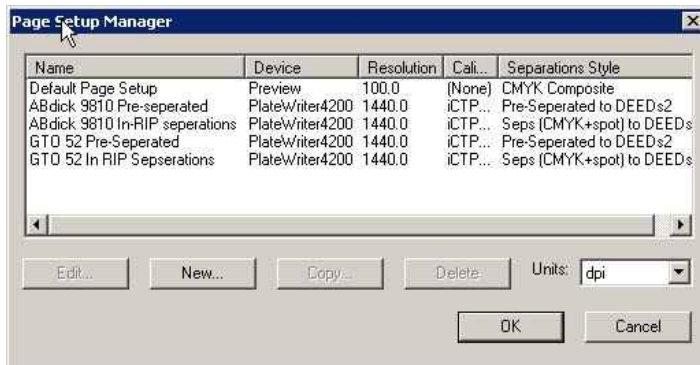 Page Setup Manager
Name Device Resolution Cali... Separations Style
Default Page Setup Preview 100.0 (None) CMYK Composite
ABdick 9810 Pre-seperated PlateWriter4200 1440.0 iCTP... Pre-Seperated to DEEDs2
ABdick 9810 In-RIP seperations PlateWriter4200 1440.0 iCTP... Seps (CMYK+spot) to DEEDs
GTO 52 Pre-Seperated PlateWriter4200 1440.0 iCTP... Pre-Seperated to DEEDs2
GTO 52 In RIP Sepserations PlateWriter4200 1440.0 iCTP... Seps (CMYK+spot) to DEEDs
Edit... New... Copy... Delete Units: dpi
OK Cancel